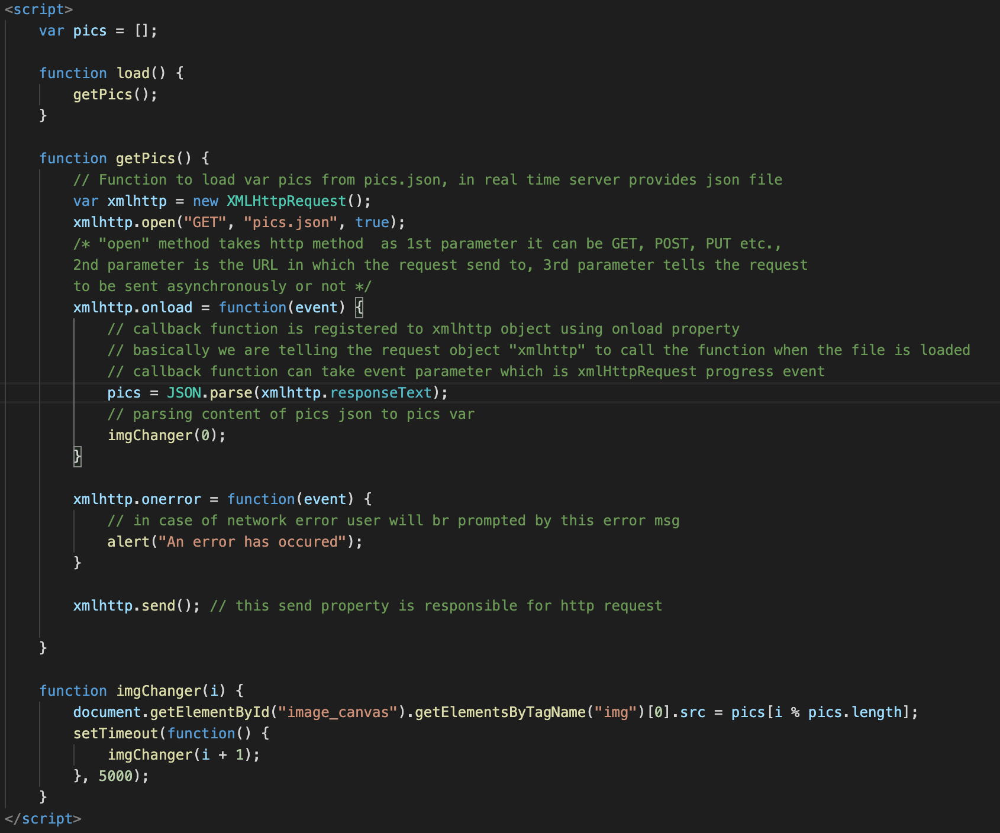 <script>
var pics = [];
function load() {
getPics();
}
function getPics() {
// Function to load var pics from pics.json, in real time server provides json file
var xmlhttp = new XMLHttpRequest();
xmlhttp.open("GET", "pics.json", true);
/* "open" method takes http method  as 1st parameter it can be GET, POST, PUT etc.,
2nd parameter is the URL in which the request send to, 3rd parameter tells the request
to be sent asynchronously or not */
xmlhttp.onload = function(event) {
// callback function is registered to xmlhttp object using onload property
// basically we are telling the request object "xmlhttp" to call the function when the file is loaded
// callback function can take event parameter which is xmlHttpRequest progress event
pics = JSON.parse(xmlhttp.responseText);
// parsing content of pics json to pics var
imgChanger(0);
}
xmlhttp.onerror = function(event) {
// in case of network error user will br prompted by this error msg
alert("An error has occured");
}
xmlhttp.send(); // this send property is responsible for http request
}
function imgChanger(i) {
document.getElementById("image_canvas").getElementsByTagName("img")[0].src = pics[i % pics.length];
setTimeout(function() {
imgChanger(i + 1);
}, 5000);
}
</script>